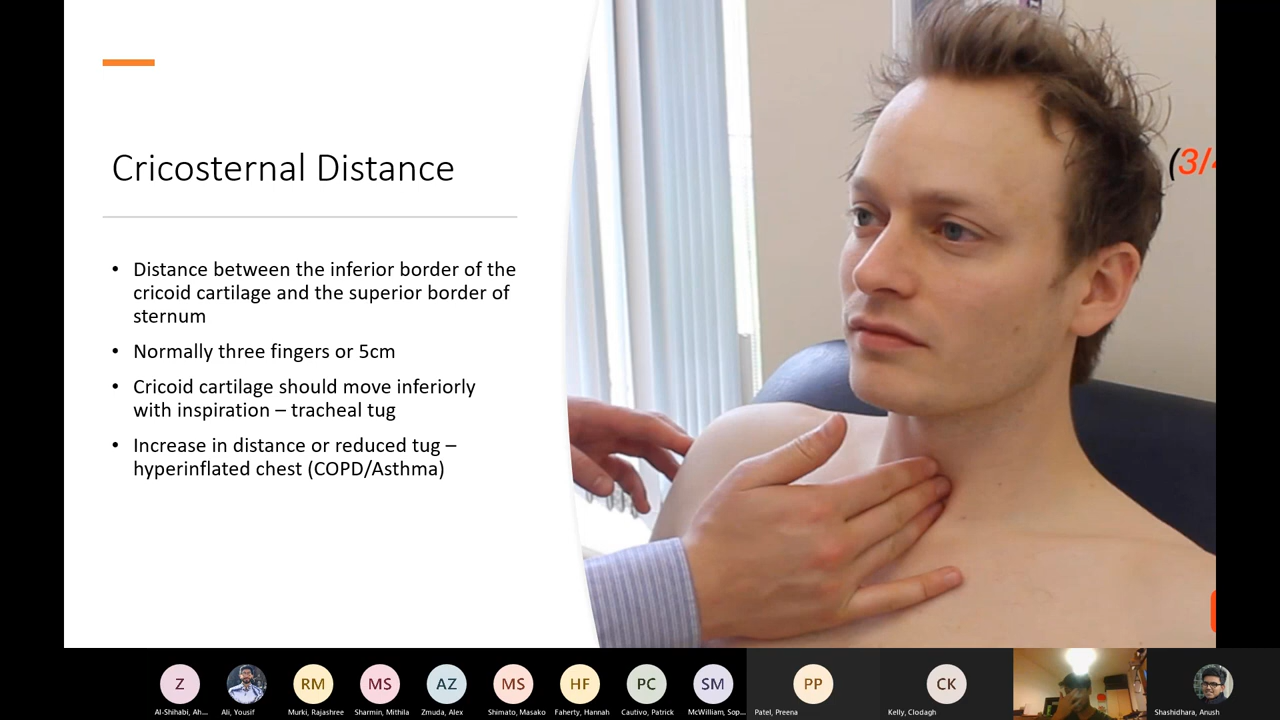 Cricosternal Distance
• Distance between the inferior border of the
cricoid cartilage and the superior border of
sternum
• Normally three fingers or 5cm
• Cricoid cartilage should move inferiorly
with inspiration – tracheal tug
• Increase in distance or reduced tug –
hyperinflated chest (COPD/Asthma)
(3/
Z
RM
MS
AZ
MS
HF
PC
SM
PP
CK
Al-Shihabi, Ah...
Ali, Yousif
Murki, Rajashree
Sharmin, Mithila
Zmuda, Alex
Shimato, Masako
Faherty, Hannah
Cautivo, Patrick
McWilliam, Sop...
Patel, Preena
Kelly, Clodagh
Shashidhara, Anush